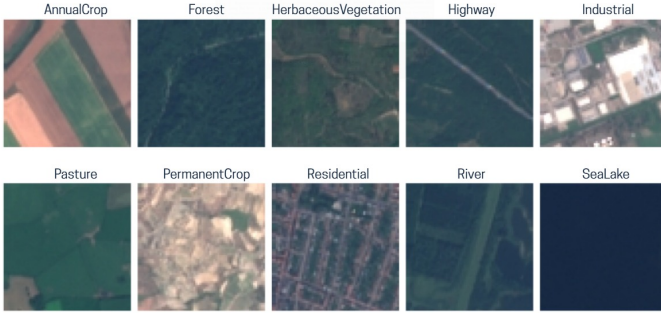 AnnualCrop
Forest
HerbaceousVegetation
Highway
Industrial
Pasture
PermanentCrop
Residential
River
SeaLake